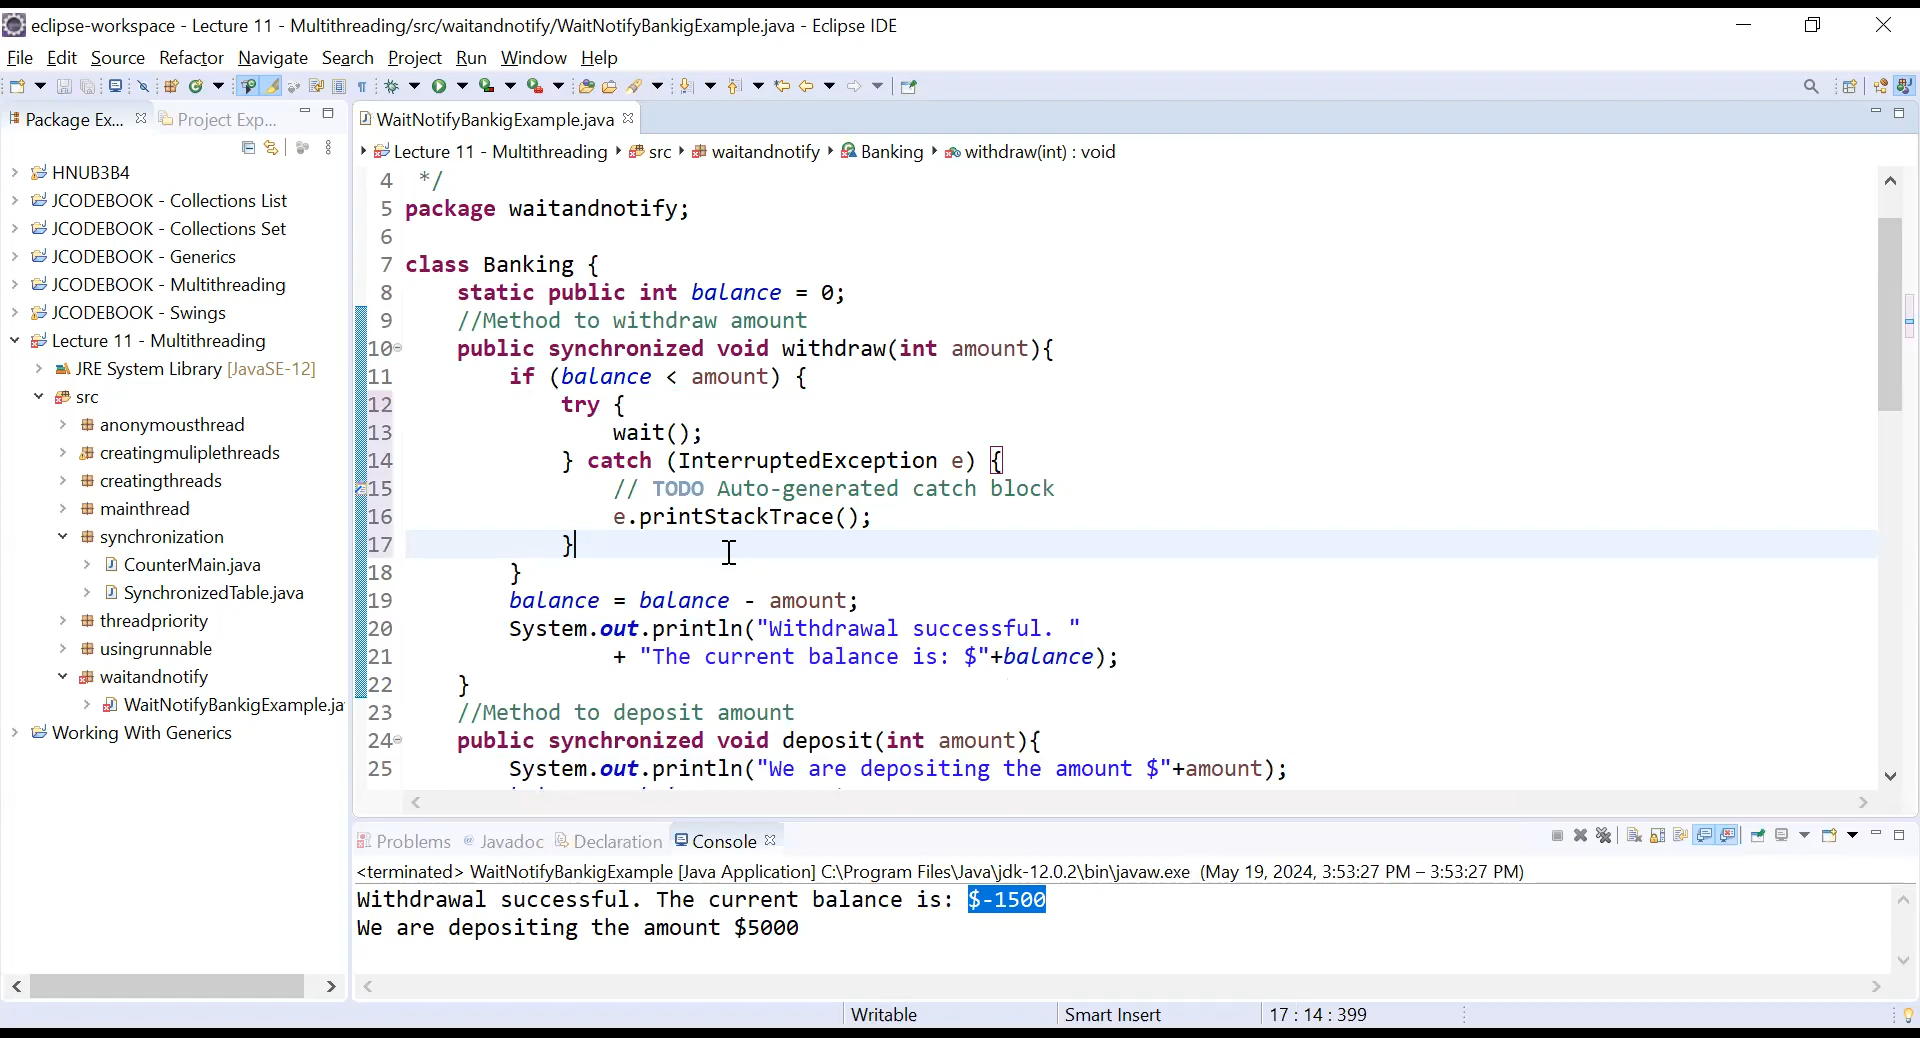 eclipse-workspace - Lecture 11 - Multithreading/src/waitandnotify/WaitNotifyBankigExample.java - Eclipse IDE
File Edit Source Refactor Navigate Search Project Run Window Help
Package Ex... Project Exp...
HNUB3B4
JCODEBOOK - Collections List
JCODEBOOK - Collections Set
JCODEBOOK - Generics
JCODEBOOK - Multithreading
JCODEBOOK - Swings
Lecture 11 - Multithreading
JRE System Library [JavaSE-12]
src
anonymousthread
creatingmuliplethreads
creatingthreads
mainthread
synchronization
CounterMain.java
SynchronizedTable.java
threadpriority
usingrunnable
waitandnotify
WaitNotifyBankigExample.ja
Working With Generics
WaitNotifyBankigExample.java
Lecture 11 - Multithreading src waitandnotify Banking withdraw(int) : void
4 */
5 package waitandnotify;
6
7 class Banking {
8 static public int balance = 0;
9 //Method to withdraw amount
10 public synchronized void withdraw(int amount){
11 if (balance < amount) {
12 try {
13 wait();
14 } catch (InterruptedException e) {
15 // TODO Auto-generated catch block
16 e.printStackTrace();
17 }
18 }
19 balance = balance - amount;
20 System.out.println("Withdrawal successful. "
21 + "The current balance is: $"+balance);
22 }
23 //Method to deposit amount
24 public synchronized void deposit(int amount){
25 System.out.println("We are depositing the amount $"+amount);
Problems Javadoc Declaration Console
<terminated> WaitNotifyBankigExample [Java Application] C:\Program Files\Java\jdk-12.0.2\bin\javaw.exe (May 19, 2024, 3:53:27 PM – 3:53:27 PM)
Withdrawal successful. The current balance is: $-1500
We are depositing the amount $5000
Writable Smart Insert 17 : 14 : 399